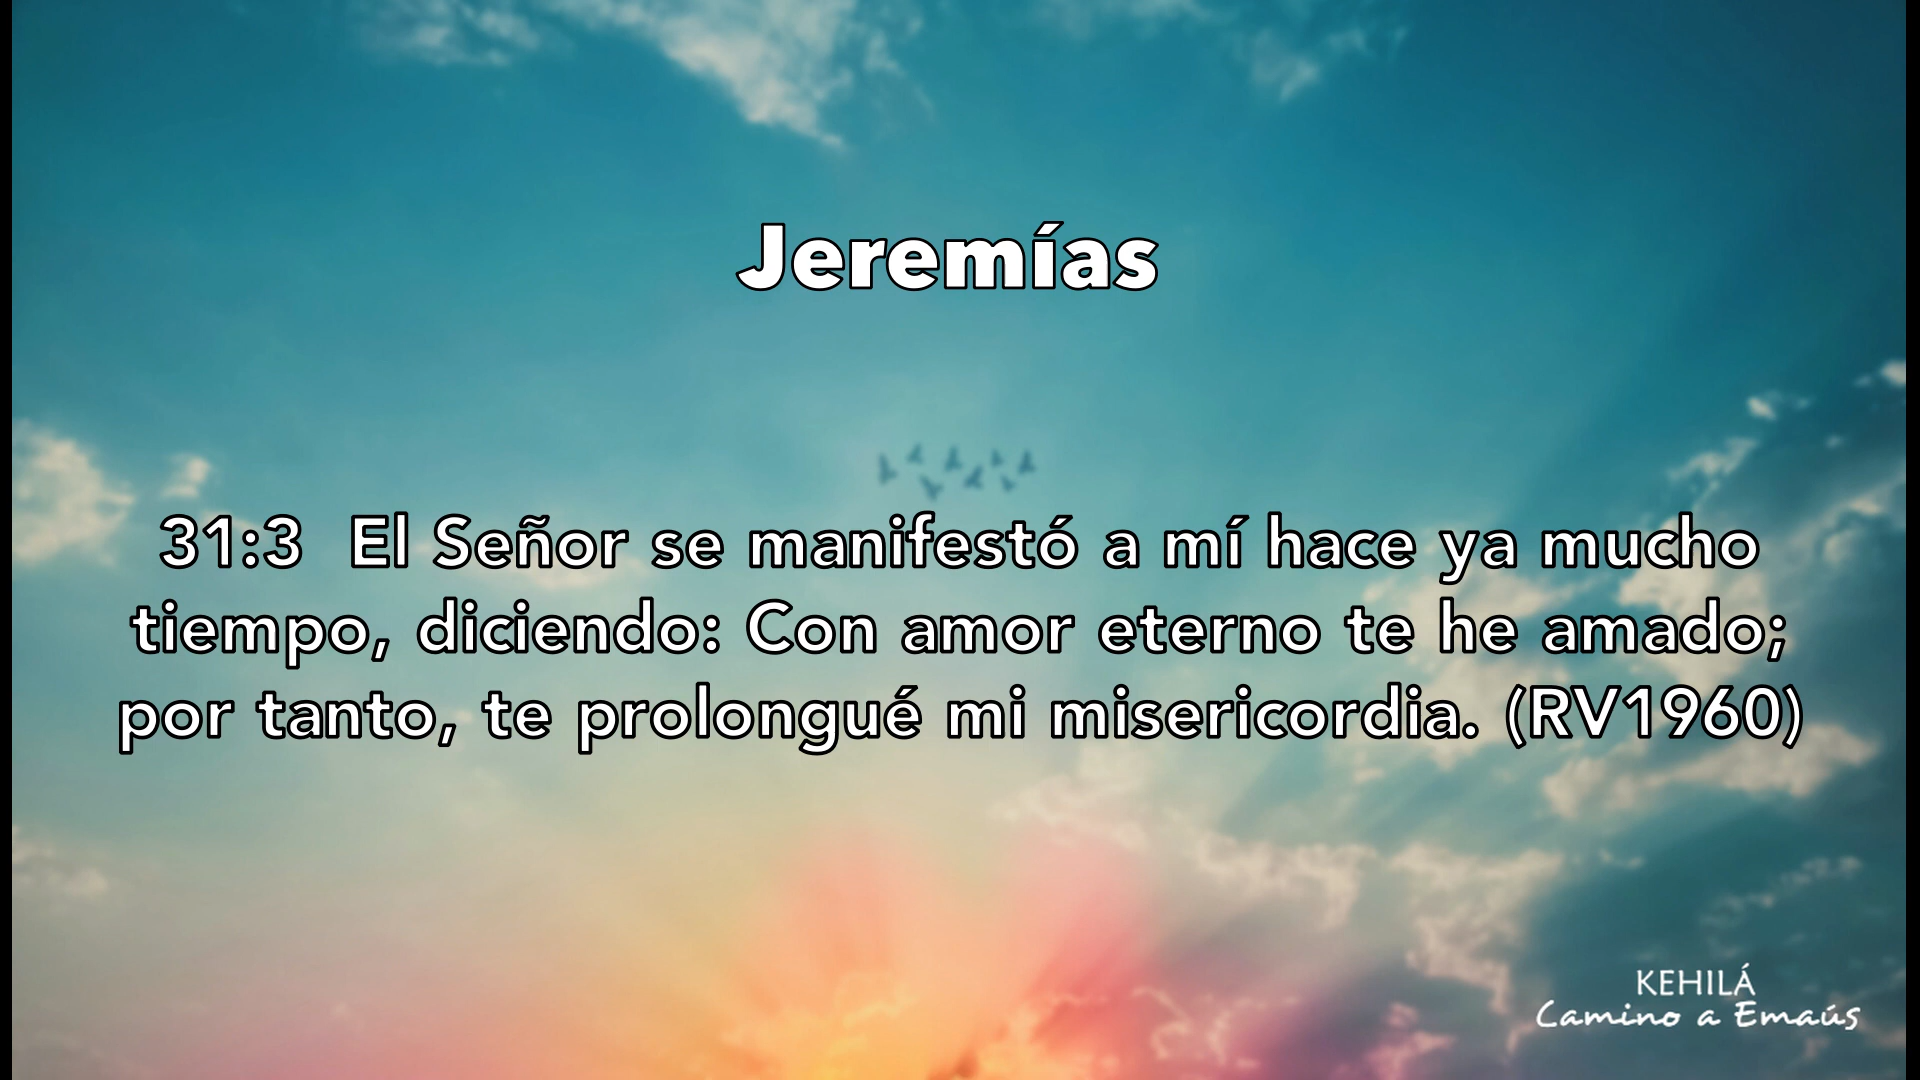 Jeremías
31:3  El Señor se manifestó a mí hace ya mucho
tiempo, diciendo: Con amor eterno te he amado;
por tanto, te prolongué mi misericordia. (RV1960)
KEHILÁ
Camino a Emaús